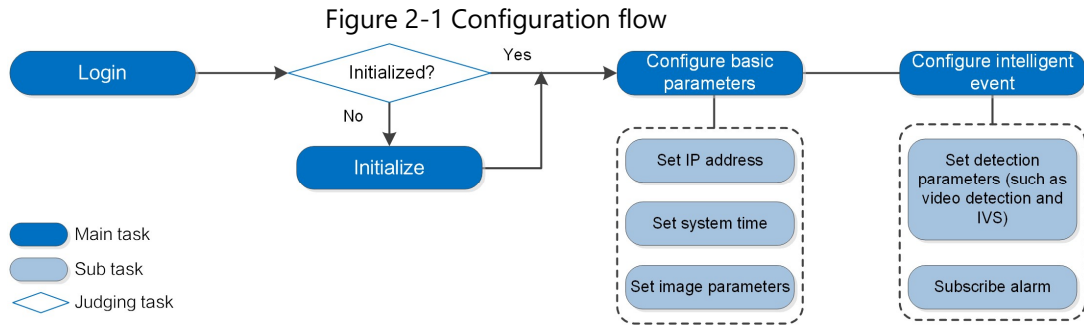 Figure 2-1 Configuration flow
Login
Initialized?
Yes
No
Initialize
Configure basic
parameters
Configure intelligent
event
Set IP address
Set system time
Set image parameters
Set detection
parameters (such as
video detection and
IVS)
Subscribe alarm
Main task
Sub task
Judging task